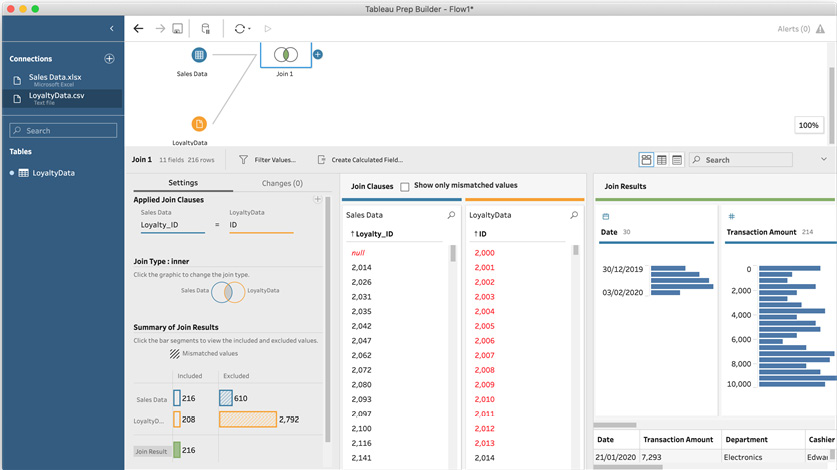 Tableau Prep Builder - Flow1*
Connections
Sales Data.xlsx
Microsoft Excel
LoyaltyData.csv
Text File
Search
Tables
LoyaltyData
Alerts (0)
Sales Data
Join 1
LoyaltyData
100%
Join 1 11 fields 216 rows Filter Values... Create Calculated Field... Search
Settings Changes (0)
Applied Join Clauses
Sales Data LoyaltyData
Loyalty_ID = ID
Join Type : inner
Click the graphic to change the join type.
Sales Data LoyaltyData
Summary of Join Results
Click the bar segments to view the included and excluded values.
Mismatched values
Included Excluded
Sales Data 216 610
LoyaltyD... 208 2,792
Join Result 216
Join Clauses Show only mismatched values
Sales Data
Loyalty_ID
null
2,014
2,026
2,031
2,035
2,042
2,047
2,062
2,072
2,080
2,093
2,097
2,100
2,116
2,141
LoyaltyData
ID
2,000
2,001
2,002
2,003
2,004
2,005
2,006
2,007
2,008
2,009
2,010
2,011
2,012
2,013
2,014
Join Results
Date 30
30/12/2019
03/02/2020
# 
Transaction Amount 214
0
2,000
4,000
6,000
8,000
10,000
Date Transaction Amount Department Cashier
21/01/2020 7,293 Electronics Edwar